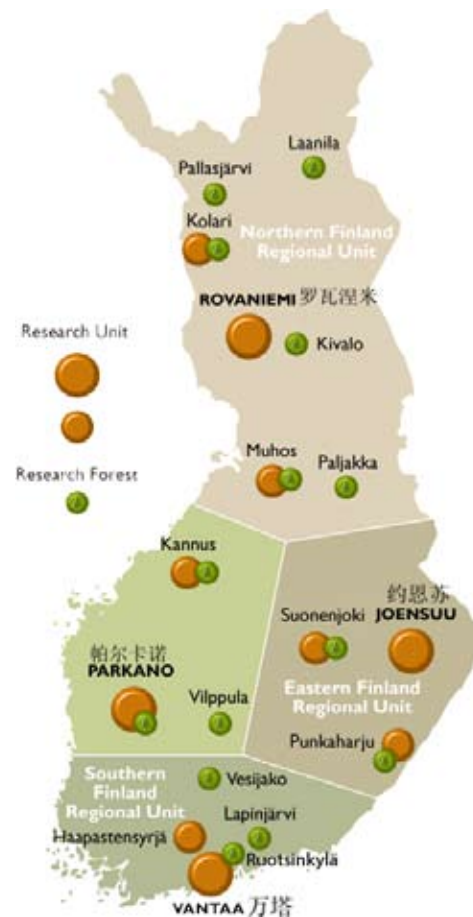 Laanila
Pallasjärvi
Kolari
Northern Finland
Regional Unit
ROVANIEMI 罗瓦涅米
Kivalo
Research Unit
Research Forest
Muhos
Paljakka
Kannus
约恩苏
Suonenjoki JOENSUU
帕尔卡诺
PARKANO
Vilppula
Eastern Finland
Regional Unit
Punkaharju
Southern
Finland
Regional Unit
Vesijako
Lapinjärvi
Haapastensyrjä
Ruotsinkylä
VANTAA 万塔